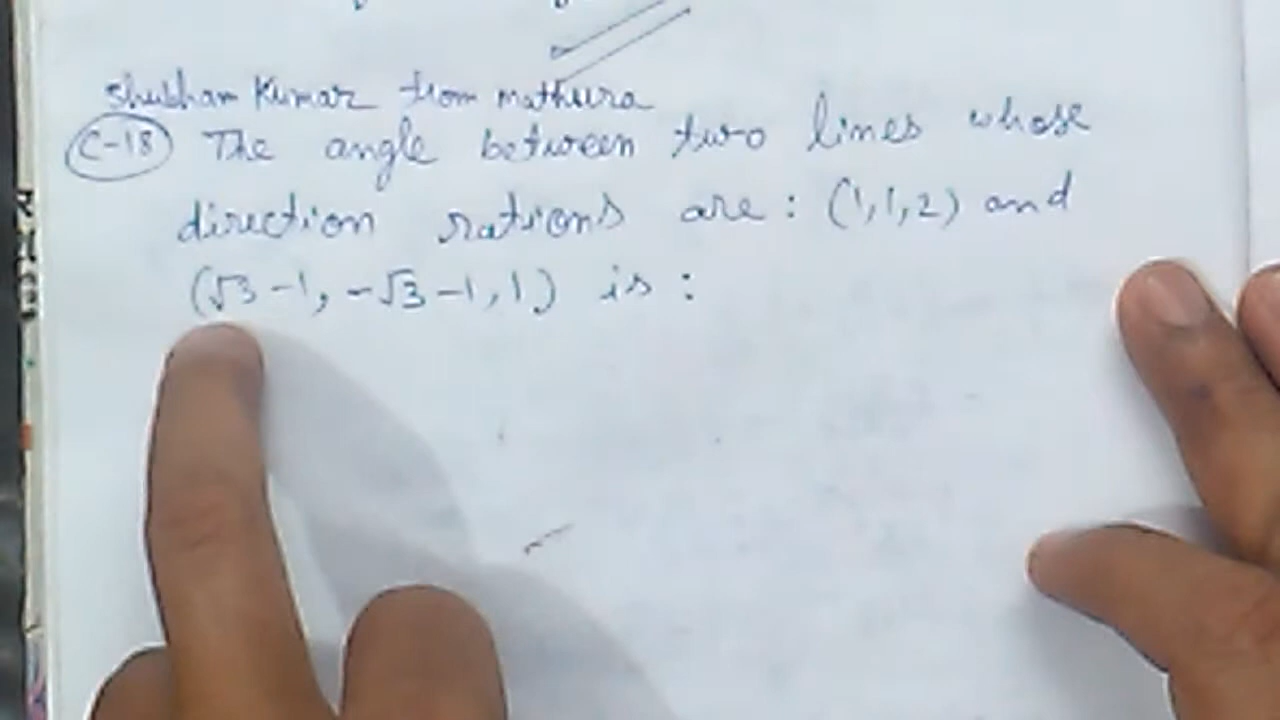 Shubham Kumar from mathura
C-18 The angle between two lines whose
direction rations are : (1,1,2) and
(√3-1, -√3-1, 1) is :